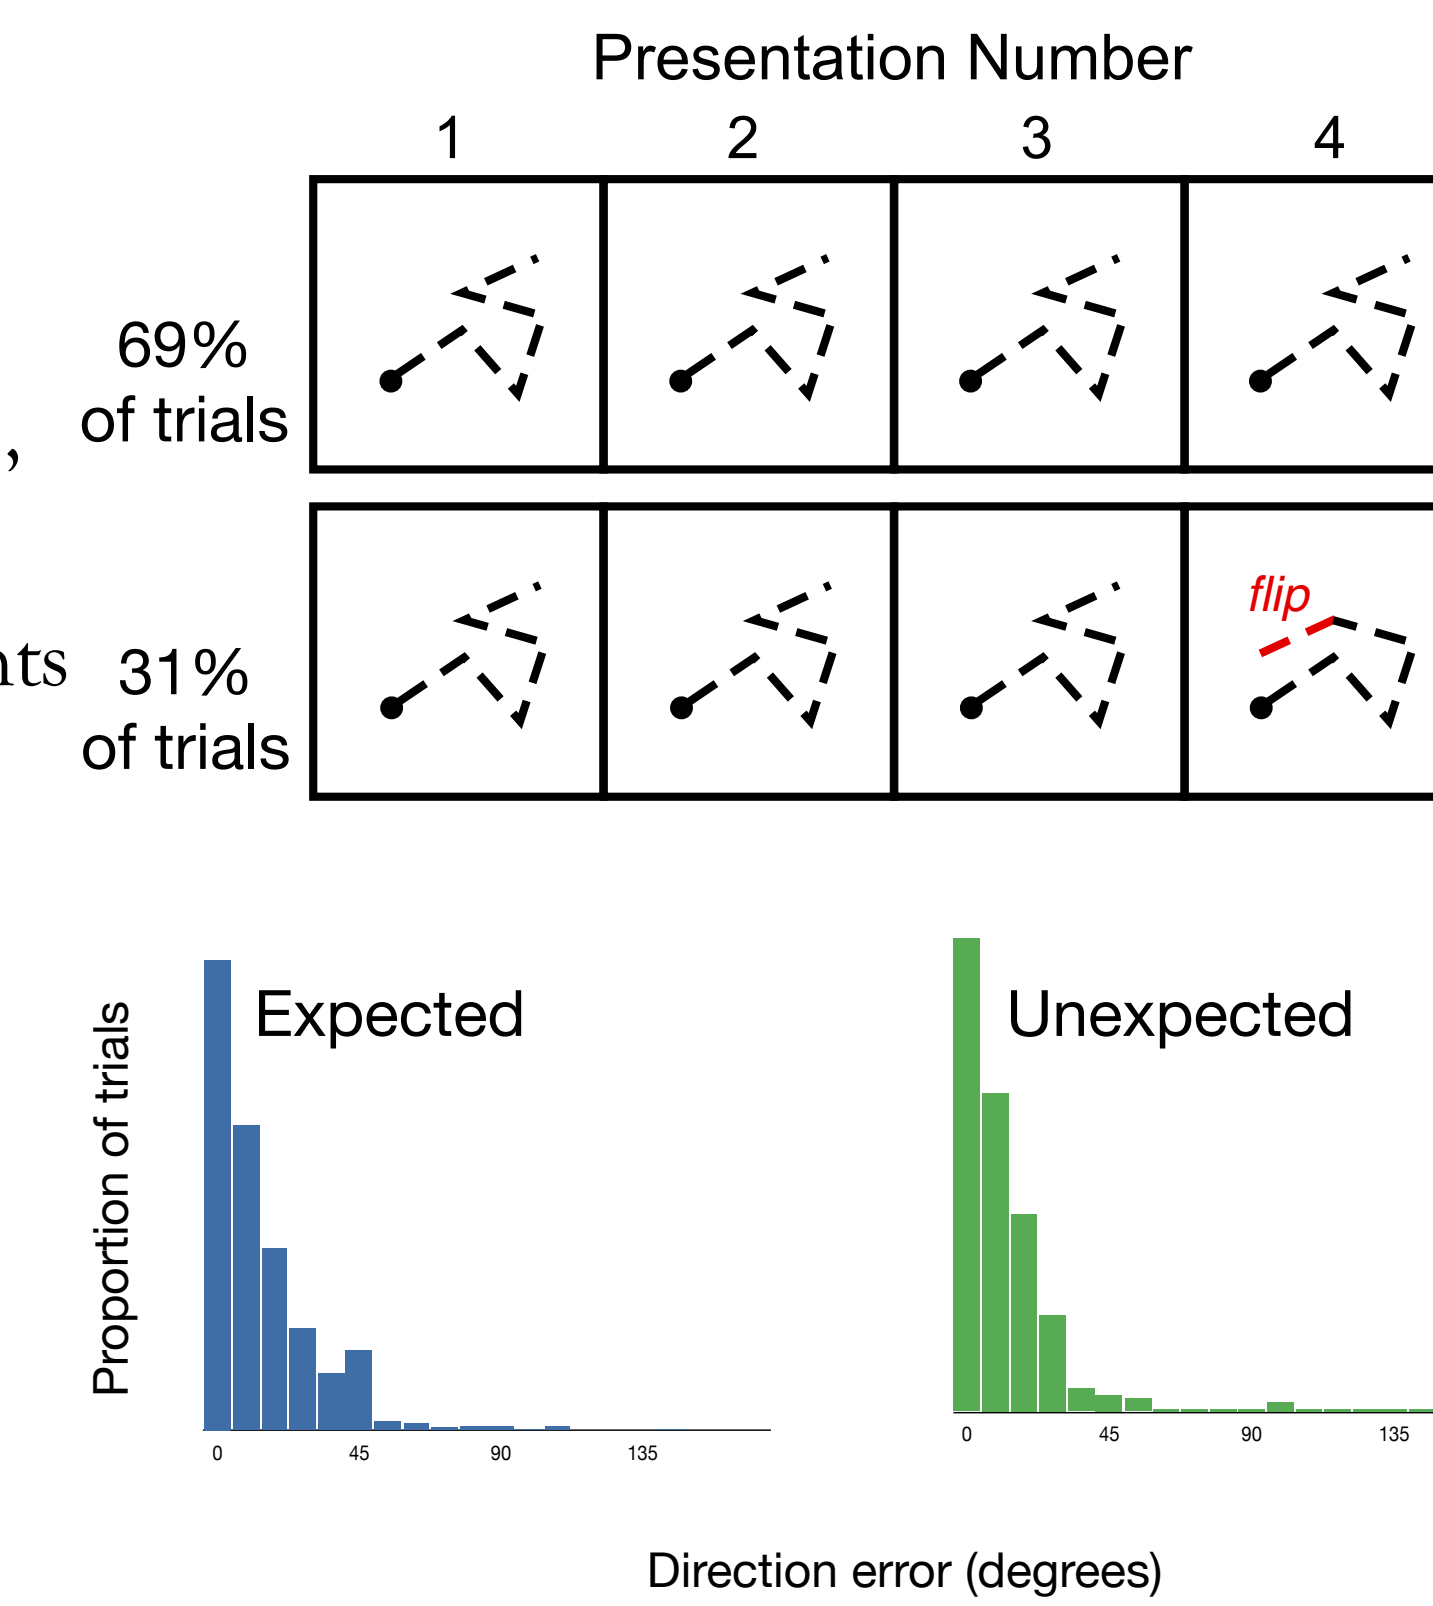 Presentation Number
1 2 3 4
69%
of trials
,
flip
nts
31%
of trials
Expected
Unexpected
Proportion of trials
0 45 90 135
0 45 90 135
Direction error (degrees)